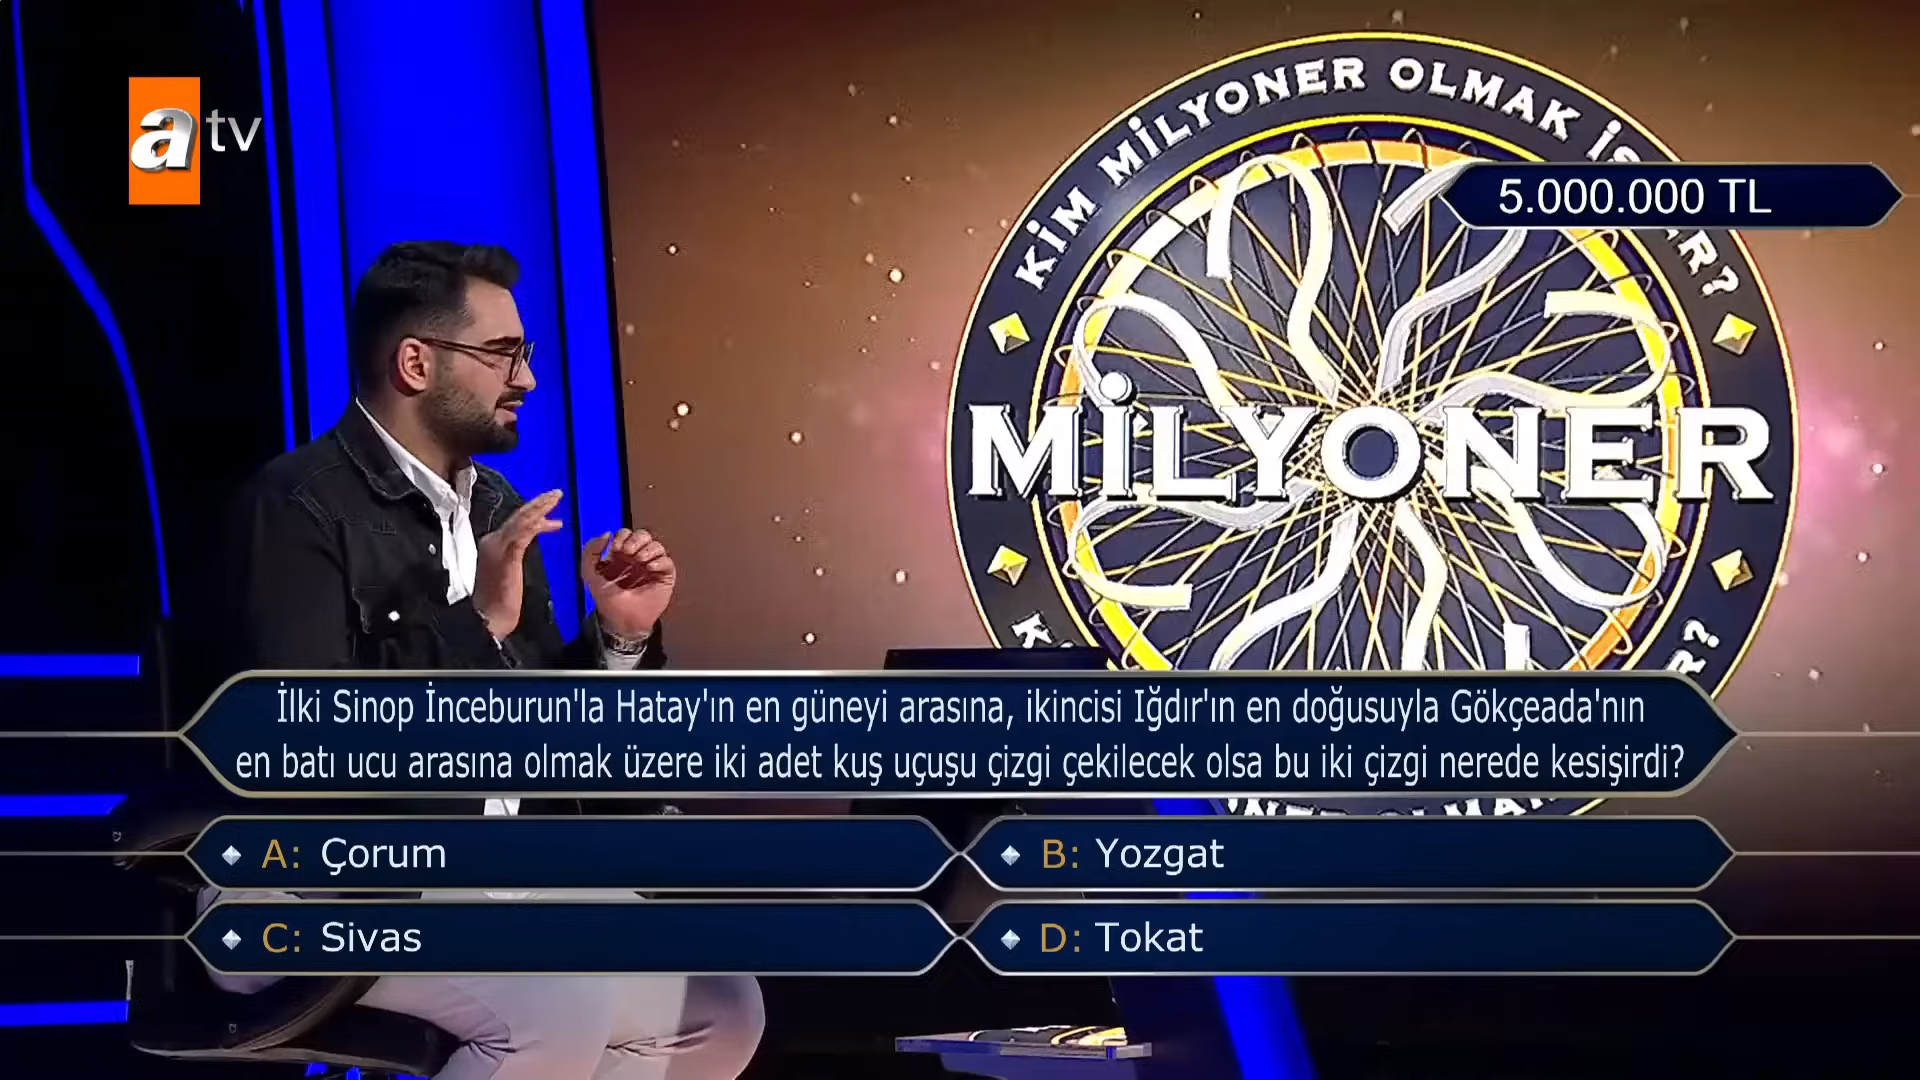 atv
KİM MİLYONER OLMAK İS ER?
5.000.000 TL
MİLYONER
İlki Sinop İnceburun'la Hatay'ın en güneyi arasına, ikincisi Iğdır'ın en doğusuyla Gökçeada'nın
en batı ucu arasına olmak üzere iki adet kuş uçuşu çizgi çekilecek olsa bu iki çizgi nerede kesişirdi?
A: Çorum
B: Yozgat
C: Sivas
D: Tokat